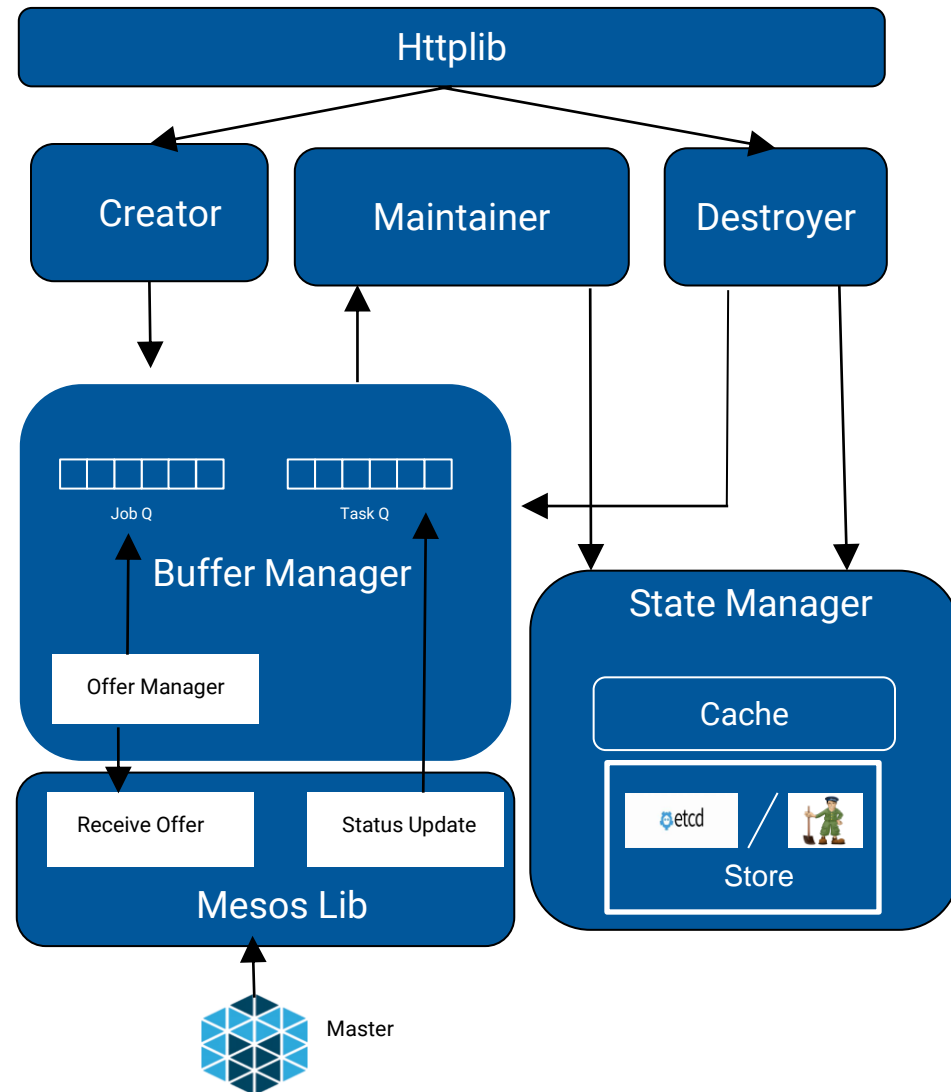 Httplib
Creator
Maintainer
Destroyer
Job Q
Task Q
Buffer Manager
Offer Manager
State Manager
Cache
etcd
Store
Receive Offer
Status Update
Mesos Lib
Master